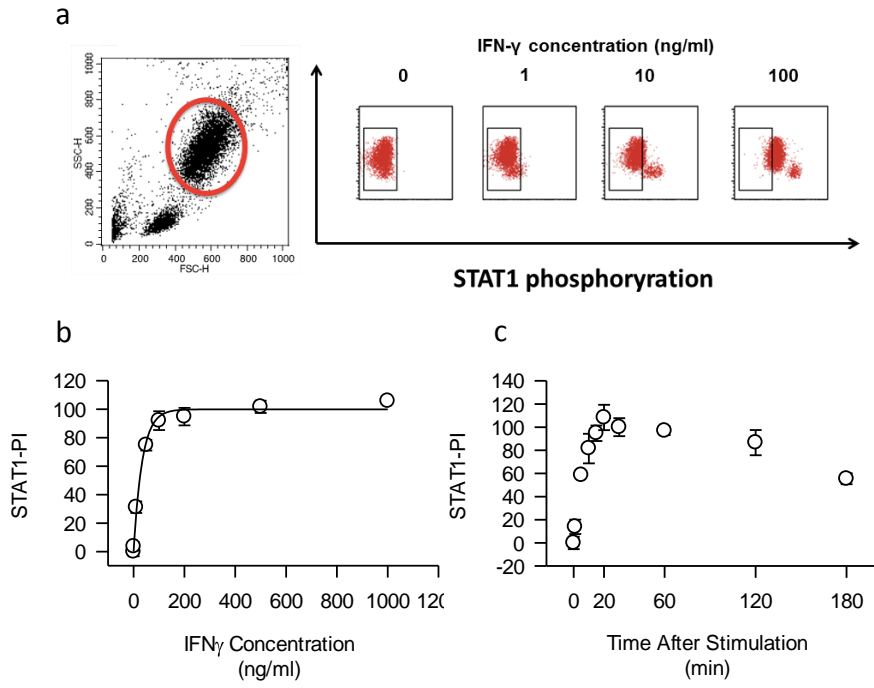 a
IFN-γ concentration (ng/ml)
0 1 10 100
1000
800
600
400
200
0
SSC-H
0 200 400 600 800 1000
FSC-H
STAT1 phosphoryration
b
120
100
80
60
40
20
0
STAT1-PI
0 200 400 600 800 1000 120
IFNγ Concentration
(ng/ml)
c
140
120
100
80
60
40
20
0
-20
STAT1-PI
0 20 60 120 180
Time After Stimulation
(min)